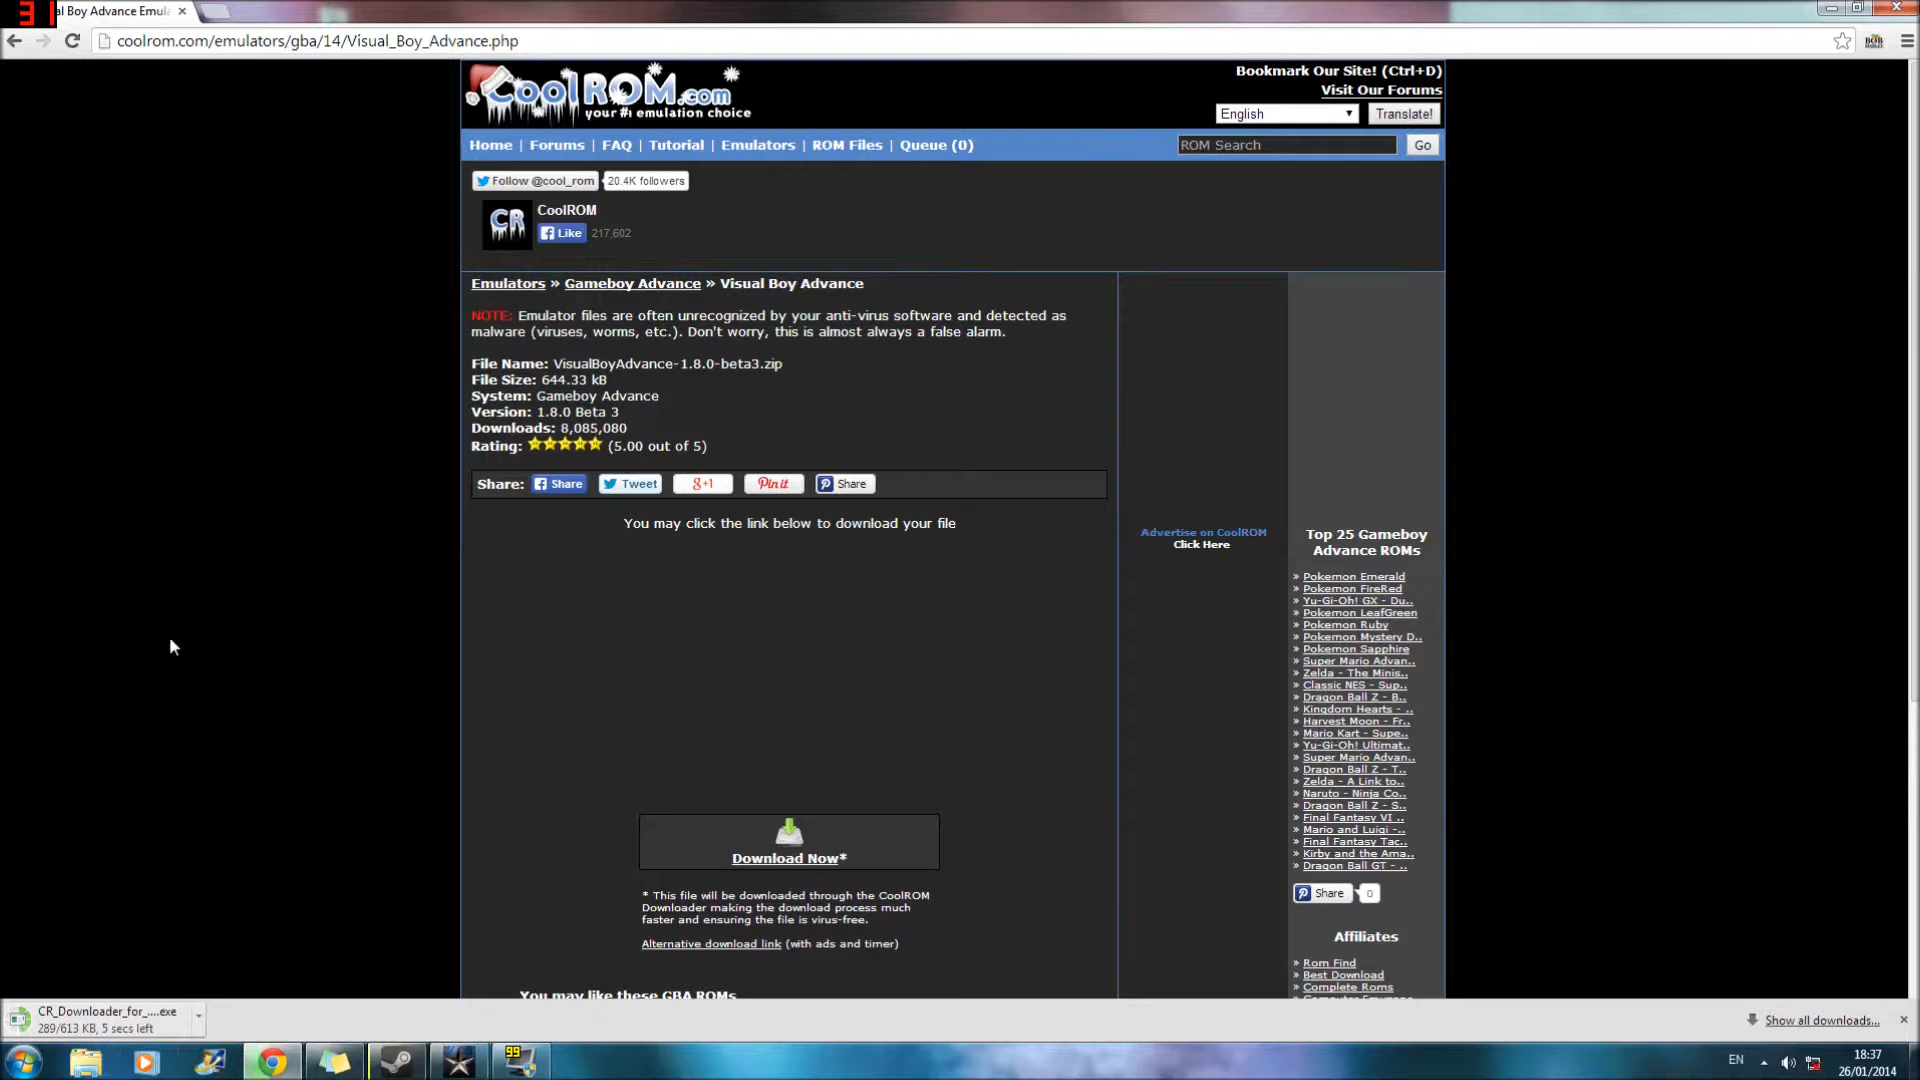 31
al Boy Advance Emul
coolrom.com/emulators/gba/14/Visual_Boy_Advance.php
BOB
CoolROM.com
your #1 emulation choice
Bookmark Our Site! (Ctrl+D)
Visit Our Forums
English
Translate!
Home | Forums | FAQ | Tutorial | Emulators | ROM Files | Queue (0)
ROM Search
Go
Follow @cool_rom
20.4K followers
CR
CoolROM
Like
217,602
Emulators » Gameboy Advance » Visual Boy Advance
NOTE: Emulator files are often unrecognized by your anti-virus software and detected as
malware (viruses, worms, etc.). Don't worry, this is almost always a false alarm.
File Name: VisualBoyAdvance-1.8.0-beta3.zip
File Size: 644.33 kB
System: Gameboy Advance
Version: 1.8.0 Beta 3
Downloads: 8,085,080
Rating: (5.00 out of 5)
Share: Share Tweet g+1 Pin it Share
You may click the link below to download your file
Download Now*
* This file will be downloaded through the CoolROM
Downloader making the download process much
faster and ensuring the file is virus-free.
Alternative download link (with ads and timer)
You may like these GBA ROMs
Advertise on CoolROM
Click Here
Top 25 Gameboy
Advance ROMs
» Pokemon Emerald
» Pokemon FireRed
» Yu-Gi-Oh! GX - Du..
» Pokemon LeafGreen
» Pokemon Ruby
» Pokemon Mystery D..
» Pokemon Sapphire
» Super Mario Advan..
» Zelda - The Minis..
» Classic NES - Sup..
» Dragon Ball Z - B..
» Kingdom Hearts - ..
» Harvest Moon - Fr..
» Mario Kart - Supe..
» Yu-Gi-Oh! Ultimat..
» Super Mario Advan..
» Dragon Ball Z - T..
» Zelda - A Link to..
» Naruto - Ninja Co..
» Dragon Ball Z - S..
» Final Fantasy VI ..
» Mario and Luigi -..
» Final Fantasy Tac..
» Kirby and the Ama..
» Dragon Ball GT - ..
Share 0
Affiliates
» Rom Find
» Best Download
» Complete Roms
CR_Downloader_for_....exe
289/613 KB, 5 secs left
Show all downloads...
99
EN
18:37
26/01/2014